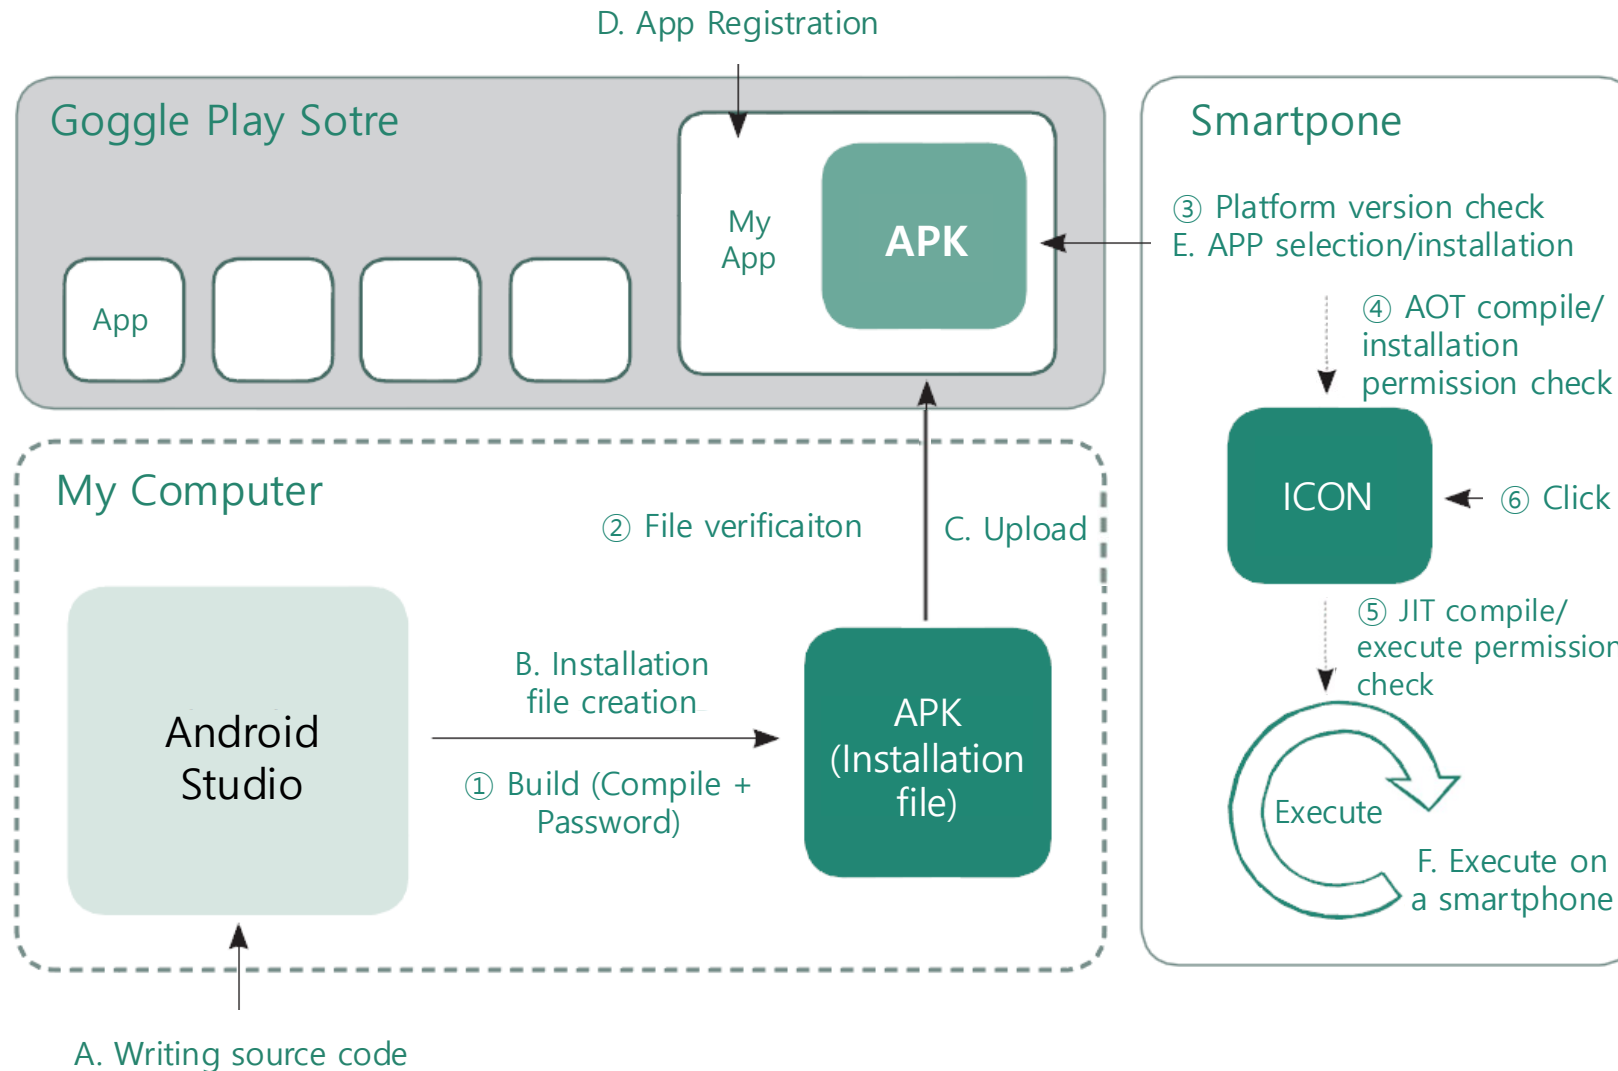 D. App Registration
Goggle Play Sotre
My
App
APK
App
Smartpone
③ Platform version check
E. APP selection/installation
④ AOT compile/
installation
permission check
ICON
⑥ Click
⑤ JIT compile/
execute permission
check
Execute
F. Execute on
a smartphone
My Computer
② File verificaiton
C. Upload
Android
Studio
B. Installation
file creation
① Build (Compile +
Password)
APK
(Installation
file)
A. Writing source code